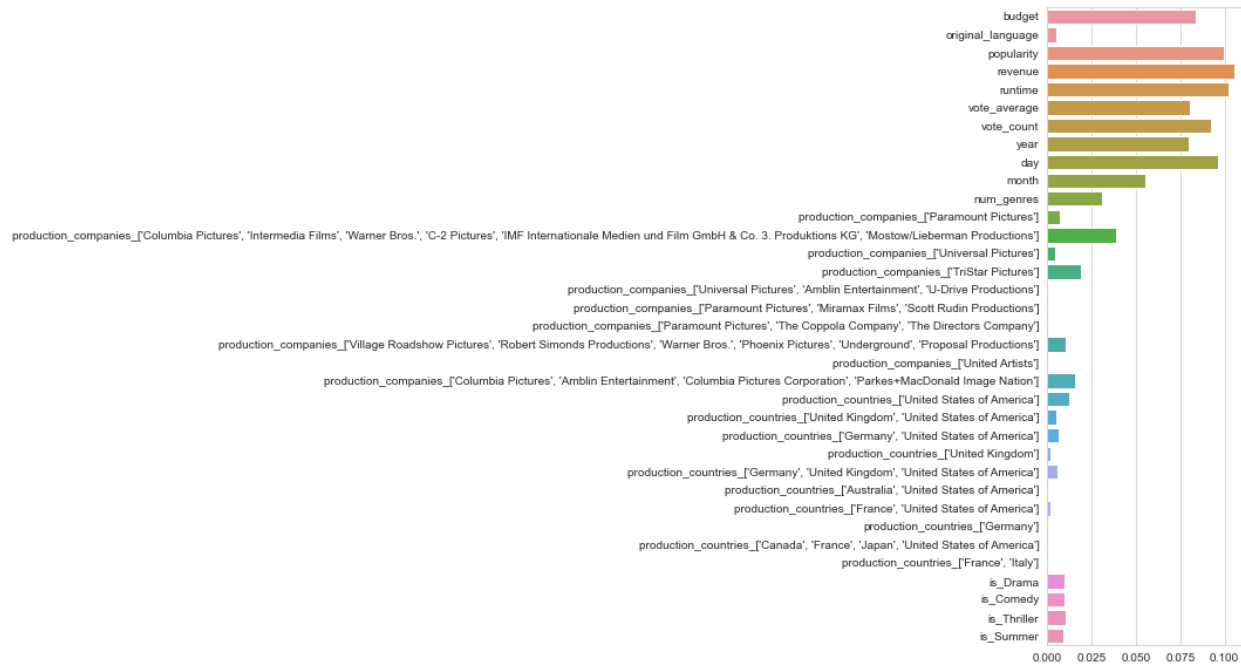 budget
original_language
popularity
revenue
runtime
vote_average
vote_count
year
day
month
num_genres
production_companies_['Paramount Pictures']
production_companies_['Columbia Pictures', 'Intermedia Films', 'Warner Bros.', 'C-2 Pictures', 'IMF Internationale Medien und Film GmbH & Co. 3. Produktions KG', 'Mostow/Lieberman Productions']
production_companies_['Universal Pictures']
production_companies_['TriStar Pictures']
production_companies_['Universal Pictures', 'Amblin Entertainment', 'U-Drive Productions']
production_companies_['Paramount Pictures', 'Miramax Films', 'Scott Rudin Productions']
production_companies_['Paramount Pictures', 'The Coppola Company', 'The Directors Company']
production_companies_['Village Roadshow Pictures', 'Robert Simonds Productions', 'Warner Bros.', 'Phoenix Pictures', 'Underground', 'Proposal Productions']
production_companies_['United Artists']
production_companies_['Columbia Pictures', 'Amblin Entertainment', 'Columbia Pictures Corporation', 'Parkes+MacDonald Image Nation']
production_countries_['United States of America']
production_countries_['United Kingdom', 'United States of America']
production_countries_['Germany', 'United States of America']
production_countries_['United Kingdom']
production_countries_['Germany', 'United Kingdom', 'United States of America']
production_countries_['Australia', 'United States of America']
production_countries_['France', 'United States of America']
production_countries_['Germany']
production_countries_['Canada', 'France', 'Japan', 'United States of America']
production_countries_['France', 'Italy']
is_Drama
is_Comedy
is_Thriller
is_Summer
0.000 0.025 0.050 0.075 0.100